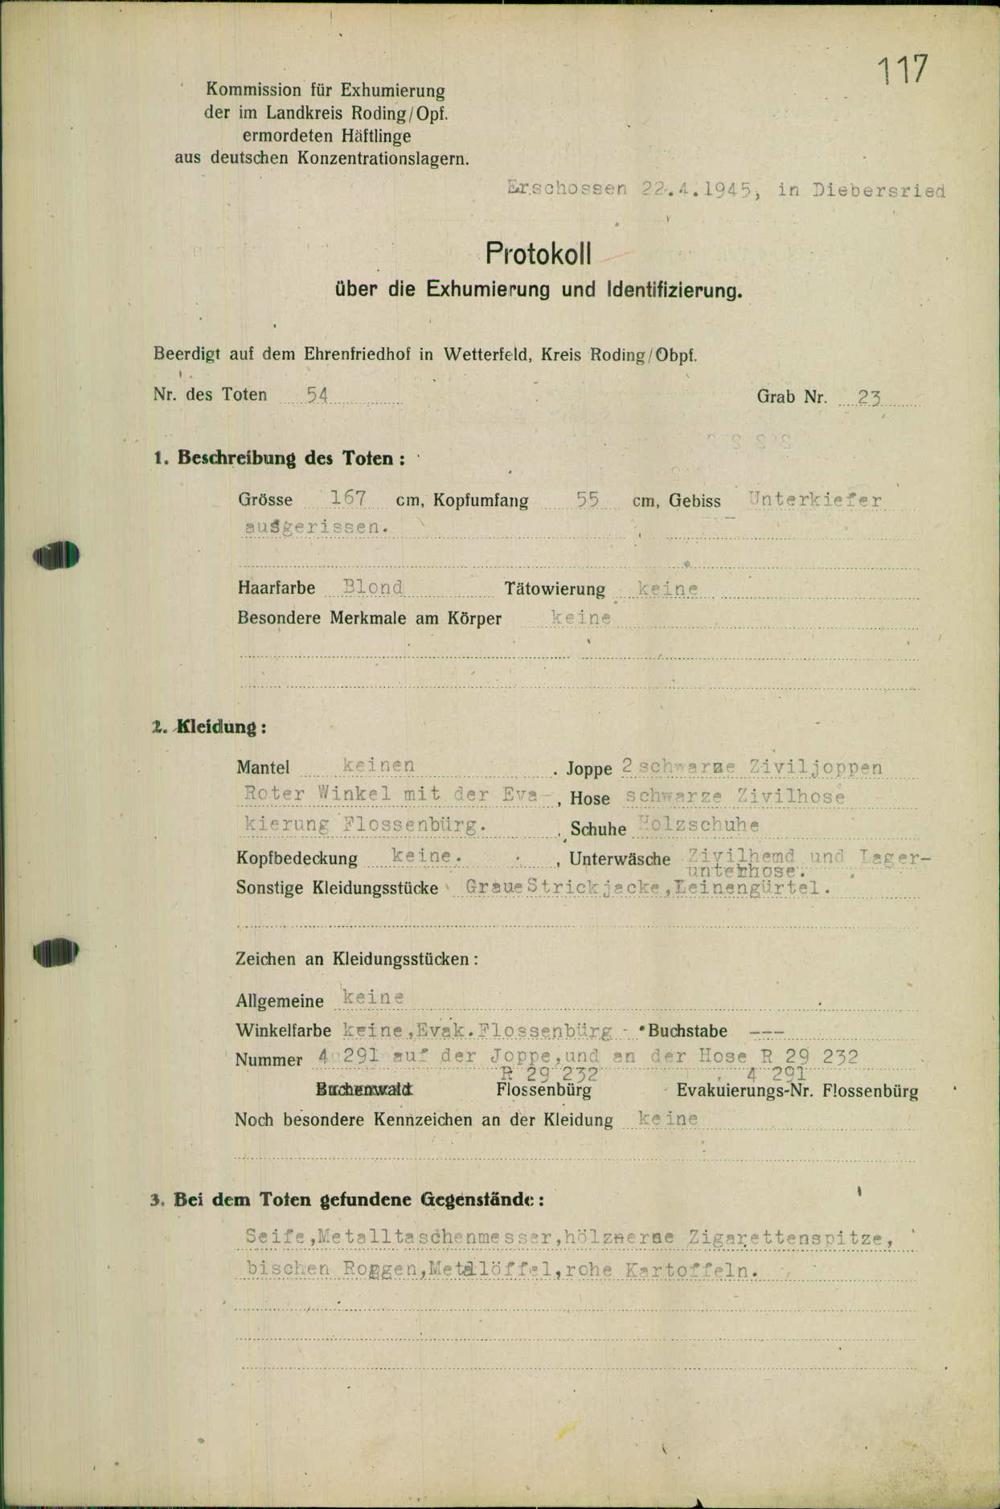 117
Kommission für Exhumierung
der im Landkreis Roding/Opf.
ermordeten Häftlinge
aus deutschen Konzentrationslagern.
Erschossen 22.4.1945, in Diebersried
Protokoll
über die Exhumierung und Identifizierung.
Beerdigt auf dem Ehrenfriedhof in Wetterfeld, Kreis Roding/Obpf.
Nr. des Toten 54 Grab Nr. 23
1. Beschreibung des Toten :
Grösse 167 cm, Kopfumfang 55 cm, Gebiss Unterkiefer
ausgerissen.
Haarfarbe Blond Tätowierung keine
Besondere Merkmale am Körper keine
2. Kleidung :
Mantel keinen . Joppe 2 schwarze Ziviljoppen
Roter Winkel mit der Eva- , Hose schwarze Zivilhose
kierung Flossenbürg. , Schuhe Holzschuhe
Kopfbedeckung keine. , Unterwäsche Zivilhemd und Lager-
unterhose.
Sonstige Kleidungsstücke Graue Strickjacke,Leinengürtel.
Zeichen an Kleidungsstücken :
Allgemeine keine
Winkelfarbe keine,Evak.Flossenbürg - Buchstabe ---
Nummer 4 291 auf der Joppe,und an der Hose R 29 232
R 29 232 4 291
Buchenwald Flossenbürg Evakuierungs-Nr. Flossenbürg
Noch besondere Kennzeichen an der Kleidung keine
3. Bei dem Toten gefundene Gegenstände :
Seife,Metalltaschenmesser,hölznerne Zigarettenspitze,
bischen Roggen,Metallöffel,rohe Kartoffeln.